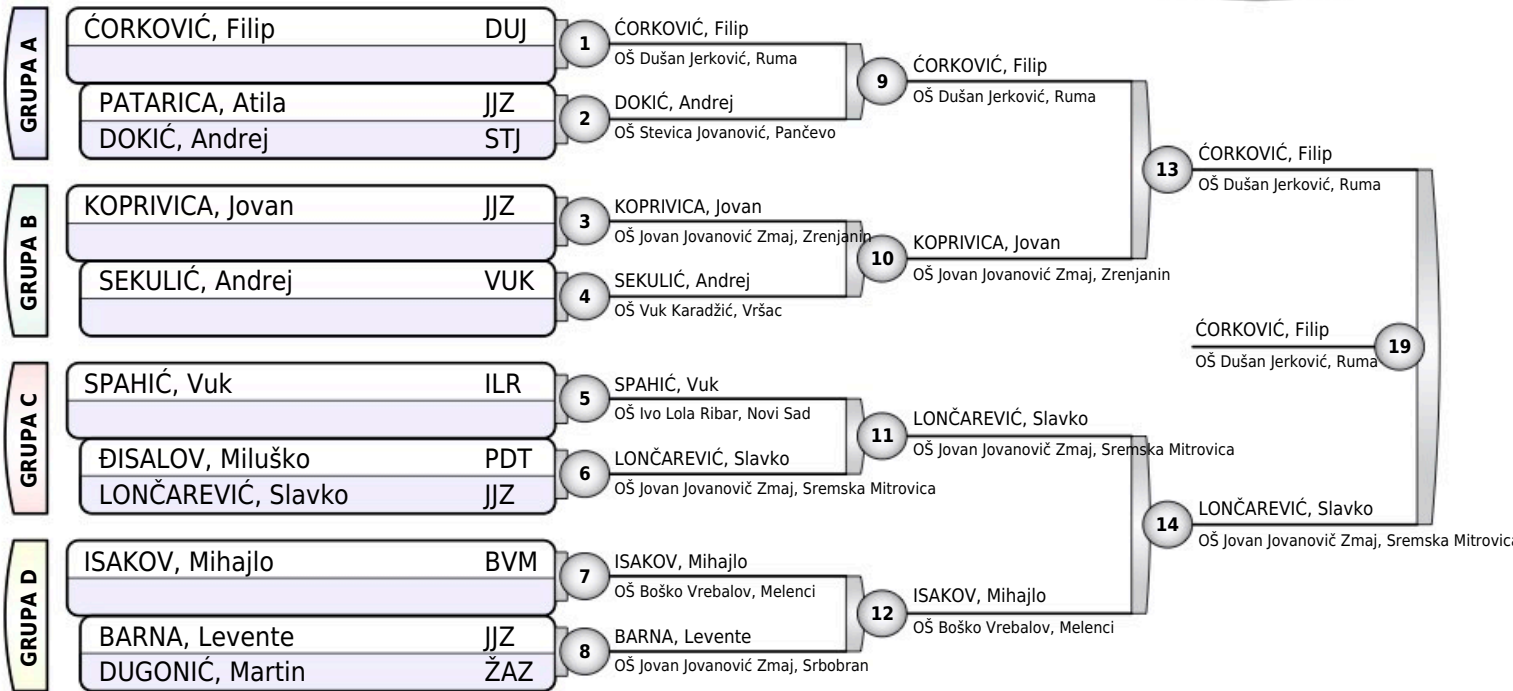 GRUPA A
ĆORKOVIĆ, Filip DUJ
PATARICA, Atila JJZ
DOKIĆ, Andrej STJ
GRUPA B
KOPRIVICA, Jovan JJZ
SEKULIĆ, Andrej VUK
GRUPA C
SPAHIĆ, Vuk ILR
ĐISALOV, Miluško PDT
LONČAREVIĆ, Slavko JJZ
GRUPA D
ISAKOV, Mihajlo BVM
BARNA, Levente JJZ
DUGONIĆ, Martin ŽAZ
1
ĆORKOVIĆ, Filip
OŠ Dušan Jerković, Ruma
2
DOKIĆ, Andrej
OŠ Stevica Jovanović, Pančevo
3
KOPRIVICA, Jovan
OŠ Jovan Jovanović Zmaj, Zrenjanin
4
SEKULIĆ, Andrej
OŠ Vuk Karadžić, Vršac
5
SPAHIĆ, Vuk
OŠ Ivo Lola Ribar, Novi Sad
6
LONČAREVIĆ, Slavko
OŠ Jovan Jovanovič Zmaj, Sremska Mitrovica
7
ISAKOV, Mihajlo
OŠ Boško Vrebalov, Melenci
8
BARNA, Levente
OŠ Jovan Jovanović Zmaj, Srbobran
9
ĆORKOVIĆ, Filip
OŠ Dušan Jerković, Ruma
10
KOPRIVICA, Jovan
OŠ Jovan Jovanović Zmaj, Zrenjanin
11
LONČAREVIĆ, Slavko
OŠ Jovan Jovanovič Zmaj, Sremska Mitrovica
12
ISAKOV, Mihajlo
OŠ Boško Vrebalov, Melenci
13
ĆORKOVIĆ, Filip
OŠ Dušan Jerković, Ruma
14
LONČAREVIĆ, Slavko
OŠ Jovan Jovanovič Zmaj, Sremska Mitrovica
ĆORKOVIĆ, Filip
OŠ Dušan Jerković, Ruma
19